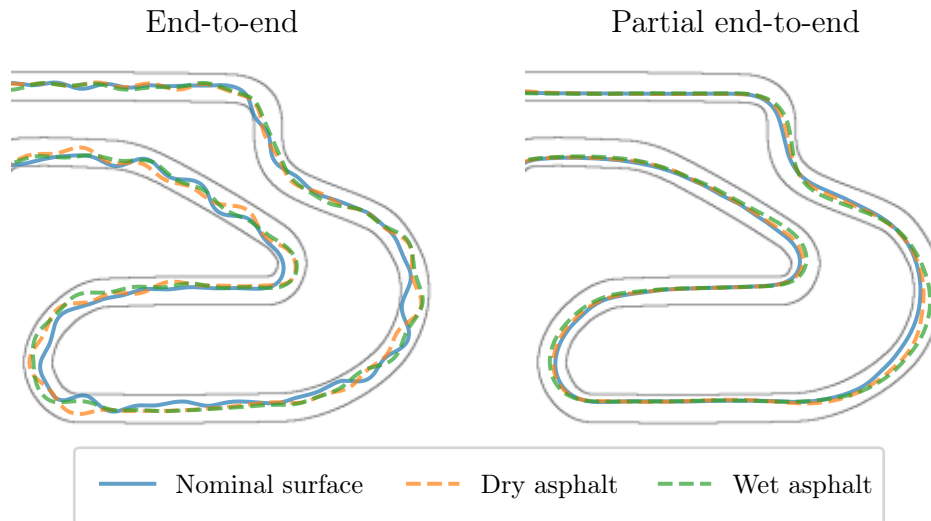 End-to-end
Partial end-to-end
Nominal surface Dry asphalt Wet asphalt